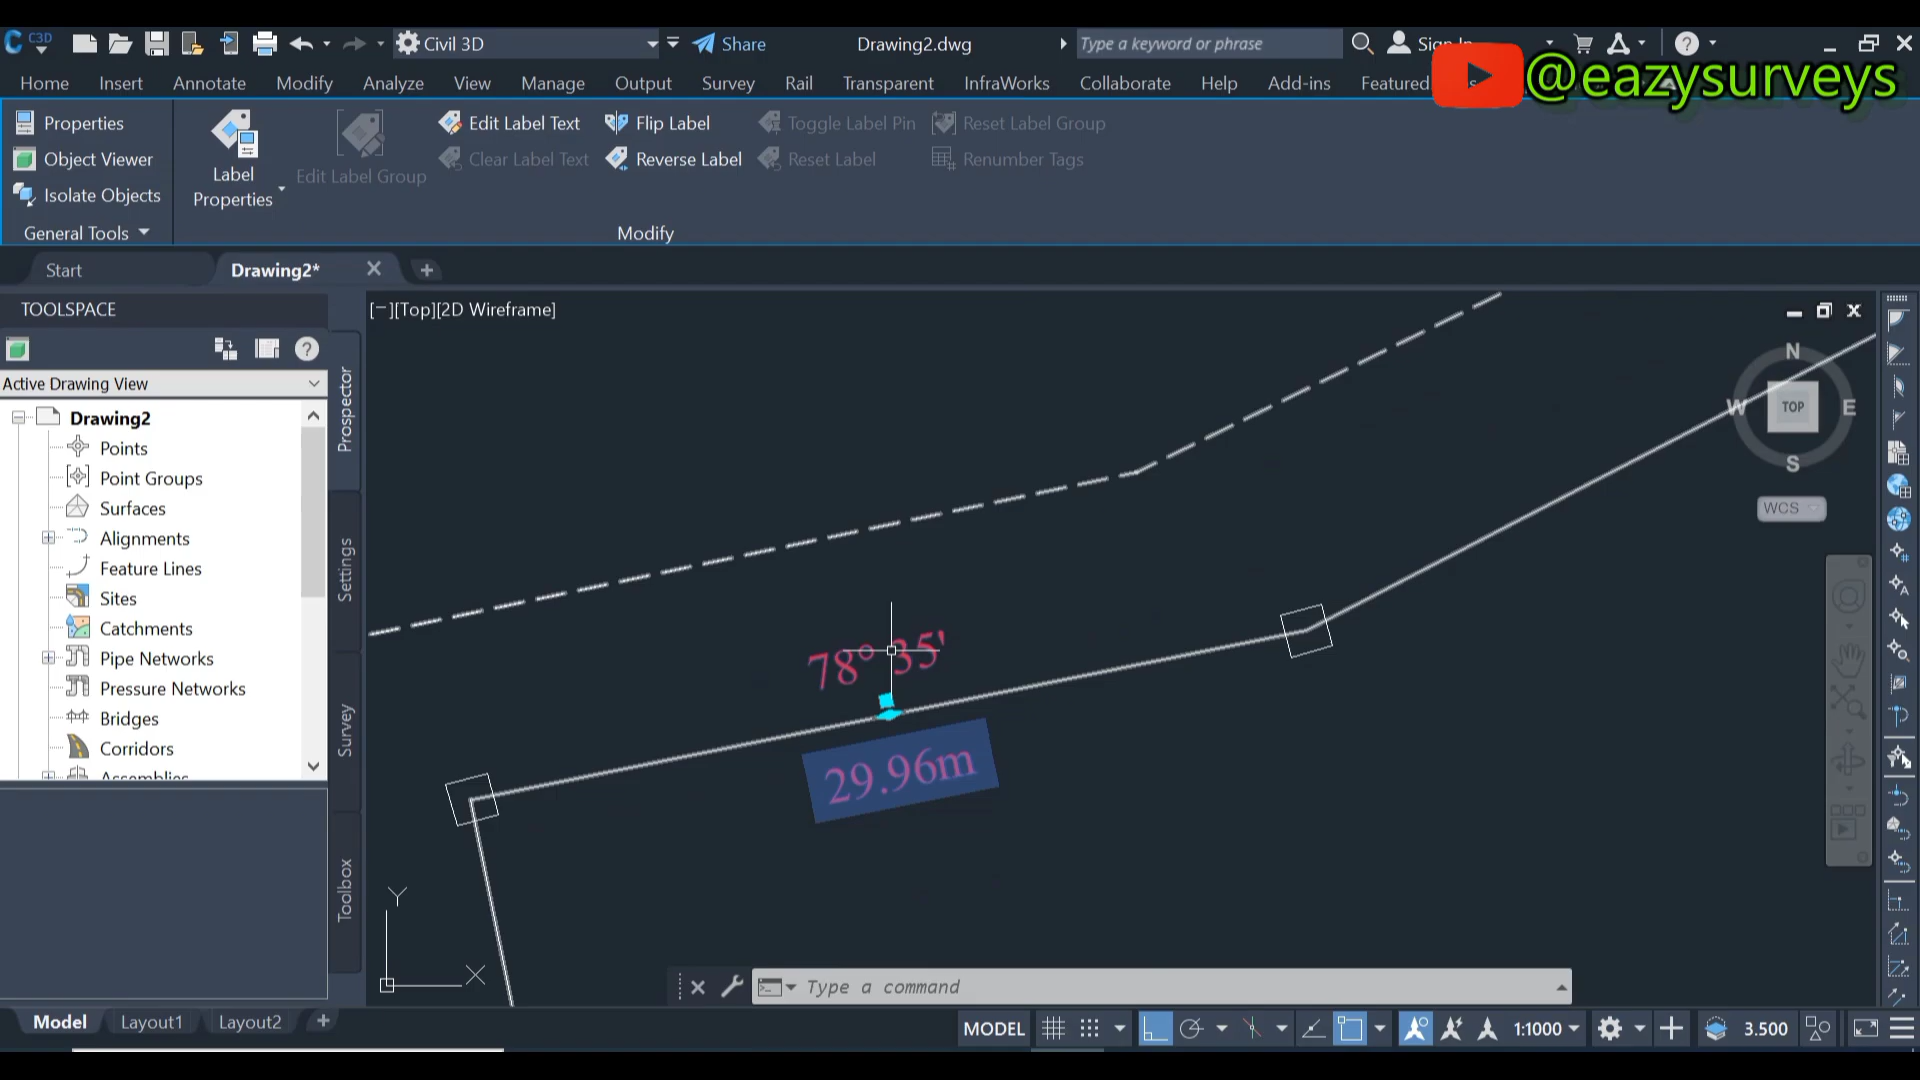 C3D
Civil 3D
Share
Drawing2.dwg
Type a keyword or phrase
Sign In
@eazysurveys
Home
Insert
Annotate
Modify
Analyze
View
Manage
Output
Survey
Rail
Transparent
InfraWorks
Collaborate
Help
Add-ins
Featured
Properties
Object Viewer
Isolate Objects
General Tools
Label
Properties
Edit Label Group
Edit Label Text
Clear Label Text
Flip Label
Reverse Label
Toggle Label Pin
Reset Label
Reset Label Group
Renumber Tags
Modify
Start
Drawing2*
TOOLSPACE
[−][Top][2D Wireframe]
Active Drawing View
Drawing2
Points
Point Groups
Surfaces
Alignments
Feature Lines
Sites
Catchments
Pipe Networks
Pressure Networks
Bridges
Corridors
Assemblies
Prospector
Settings
Survey
Toolbox
N
W
TOP
E
S
WCS
78° 35'
29.96m
Y
X
Type a command
Model
Layout1
Layout2
MODEL
1:1000
3.500